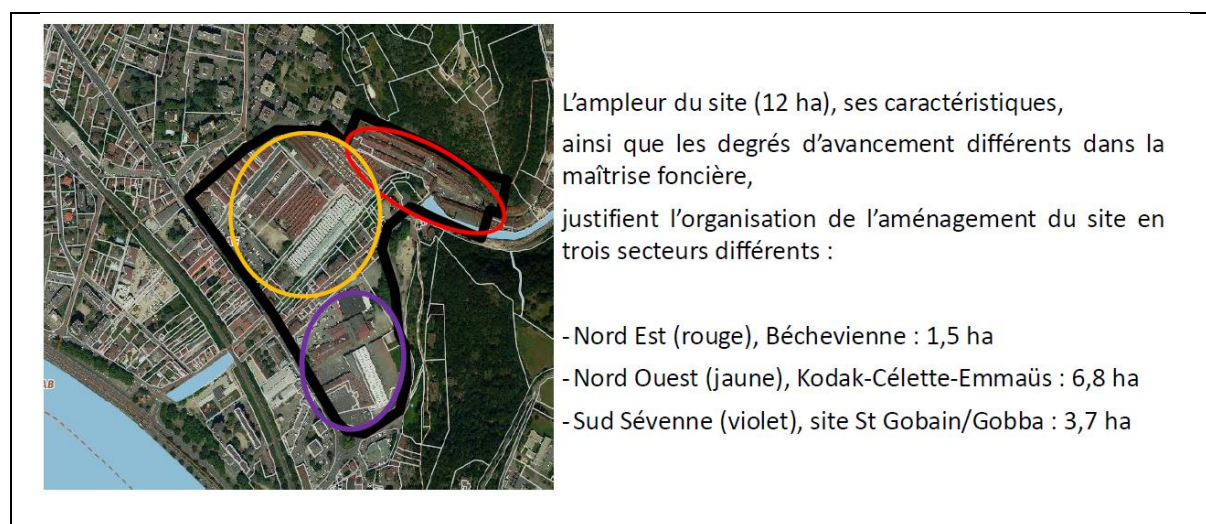 L'ampleur du site (12 ha), ses caractéristiques,
ainsi que les degrés d'avancement différents dans la
maîtrise foncière,
justifient l'organisation de l'aménagement du site en
trois secteurs différents :
- Nord Est (rouge), Béchevienne : 1,5 ha
- Nord Ouest (jaune), Kodak-Célette-Emmaüs : 6,8 ha
- Sud Sévenne (violet), site St Gobain/Gobba : 3,7 ha
AB